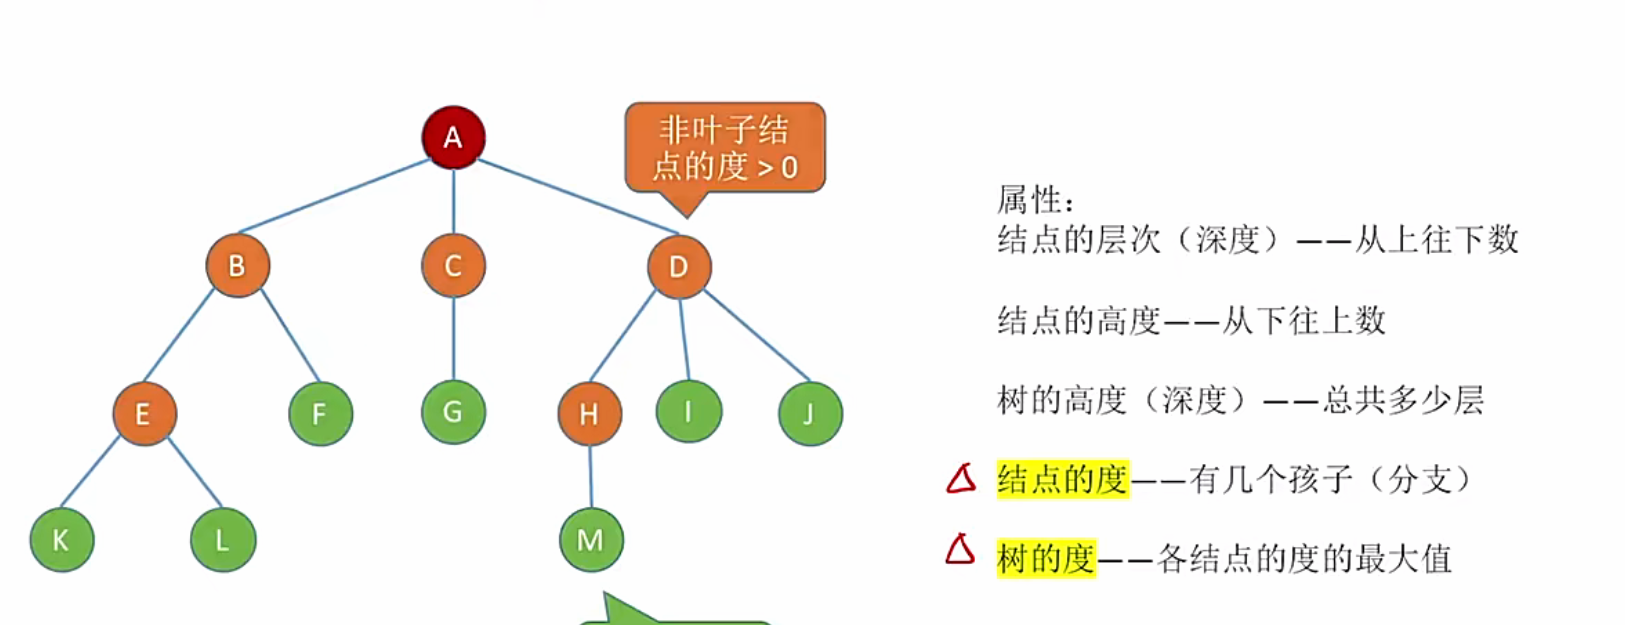 A
非叶子结
点的度 > 0
B
C
D
E
F
G
H
I
J
K
L
M
属性：
结点的层次（深度）——从上往下数
结点的高度——从下往上数
树的高度（深度）——总共多少层
结点的度——有几个孩子（分支）
树的度——各结点的度的最大值